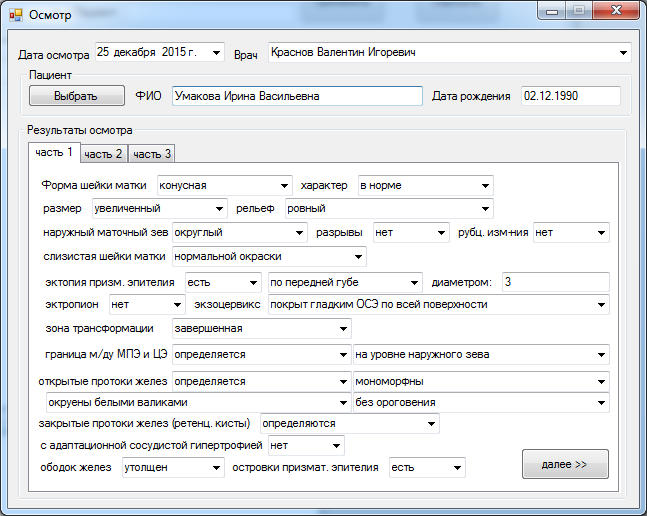 Осмотр
Дата осмотра 25 декабря 2015 г. Врач Краснов Валентин Игоревич
Пациент
Выбрать ФИО Умакова Ирина Васильевна Дата рождения 02.12.1990
Результаты осмотра
часть 1 часть 2 часть 3
Форма шейки матки конусная характер в норме
размер увеличенный рельеф ровный
наружный маточный зев округлый разрывы нет рубц. изм-ния нет
слизистая шейки матки нормальной окраски
эктопия призм. эпителия есть по передней губе диаметром: 3
эктропион нет экзоцервикс покрыт гладким ОСЭ по всей поверхности
зона трансформации завершенная
граница м/ду МПЭ и ЦЭ определяется на уровне наружного зева
открытые протоки желез определяется мономорфны
окруены белыми валиками без ороговения
закрытые протоки желез (ретенц. кисты) определяются
с адаптационной сосудистой гипертрофией нет
ободок желез утолщен островки призмат. эпителия есть
далее >>